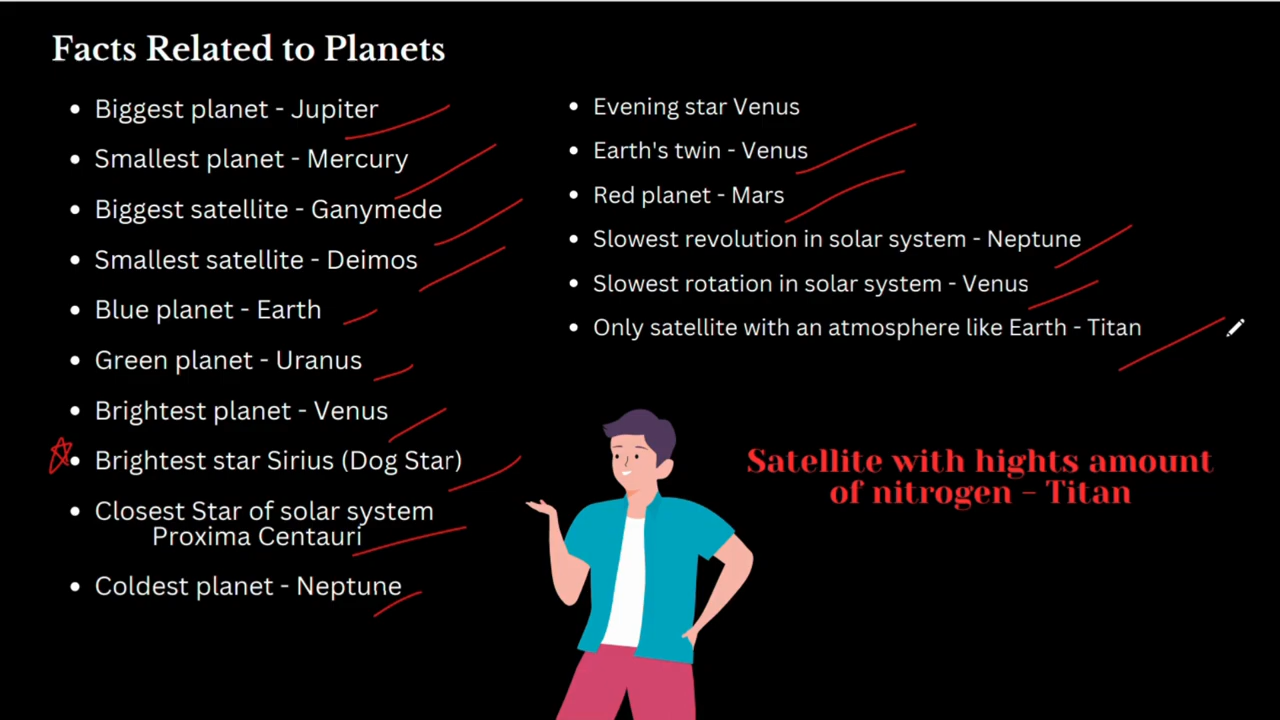 Facts Related to Planets
• Biggest planet - Jupiter
• Smallest planet - Mercury
• Biggest satellite - Ganymede
• Smallest satellite - Deimos
• Blue planet - Earth
• Green planet - Uranus
• Brightest planet - Venus
• Brightest star Sirius (Dog Star)
• Closest Star of solar system
Proxima Centauri
• Coldest planet - Neptune
• Evening star Venus
• Earth's twin - Venus
• Red planet - Mars
• Slowest revolution in solar system - Neptune
• Slowest rotation in solar system - Venus
• Only satellite with an atmosphere like Earth - Titan
Satellite with hights amount
of nitrogen - Titan